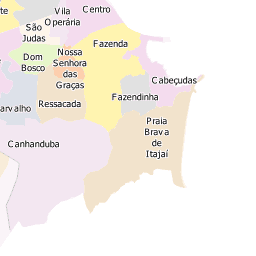 te
Vila
Operária
Centro
São
Judas
Fazenda
Nossa
Senhora
das
Graças
Dom
Bosco
Cabeçudas
Fazendinha
Ressacada
arvalho
Praia
Brava
de
Itajaí
Canhanduba